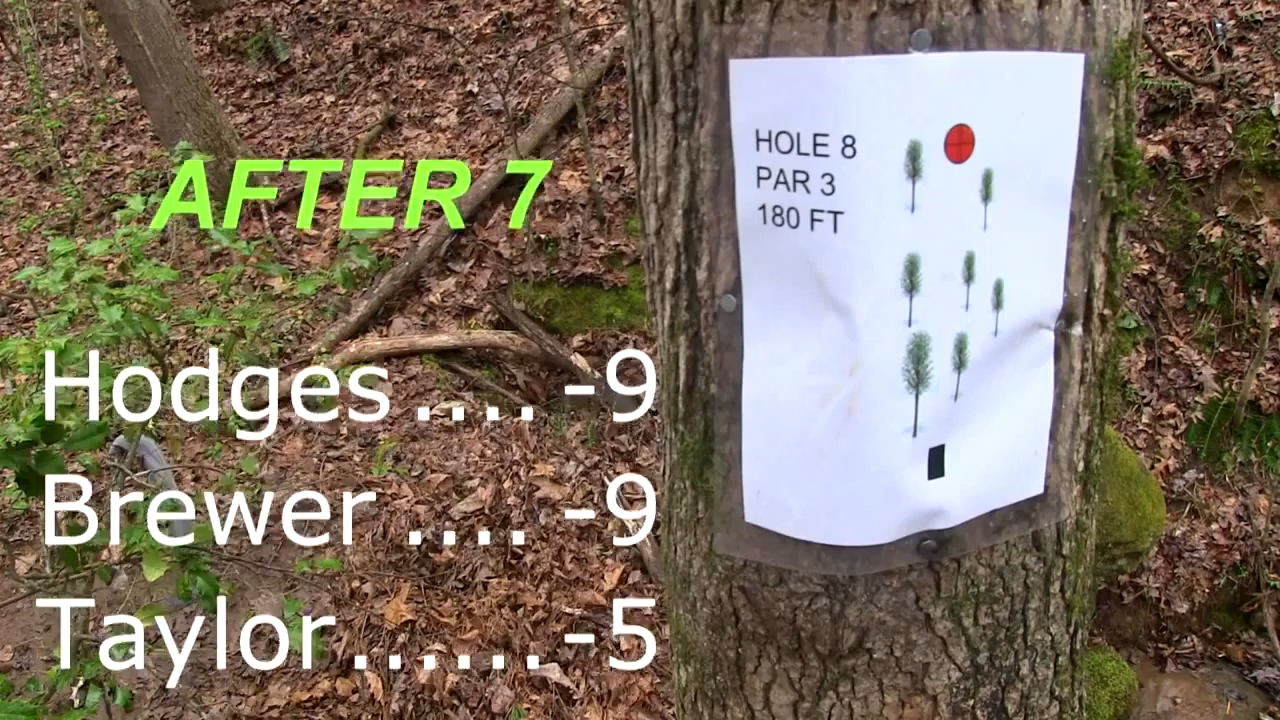 AFTER 7
Hodges .... -9
Brewer .... -9
Taylor ...... -5
HOLE 8
PAR 3
180 FT